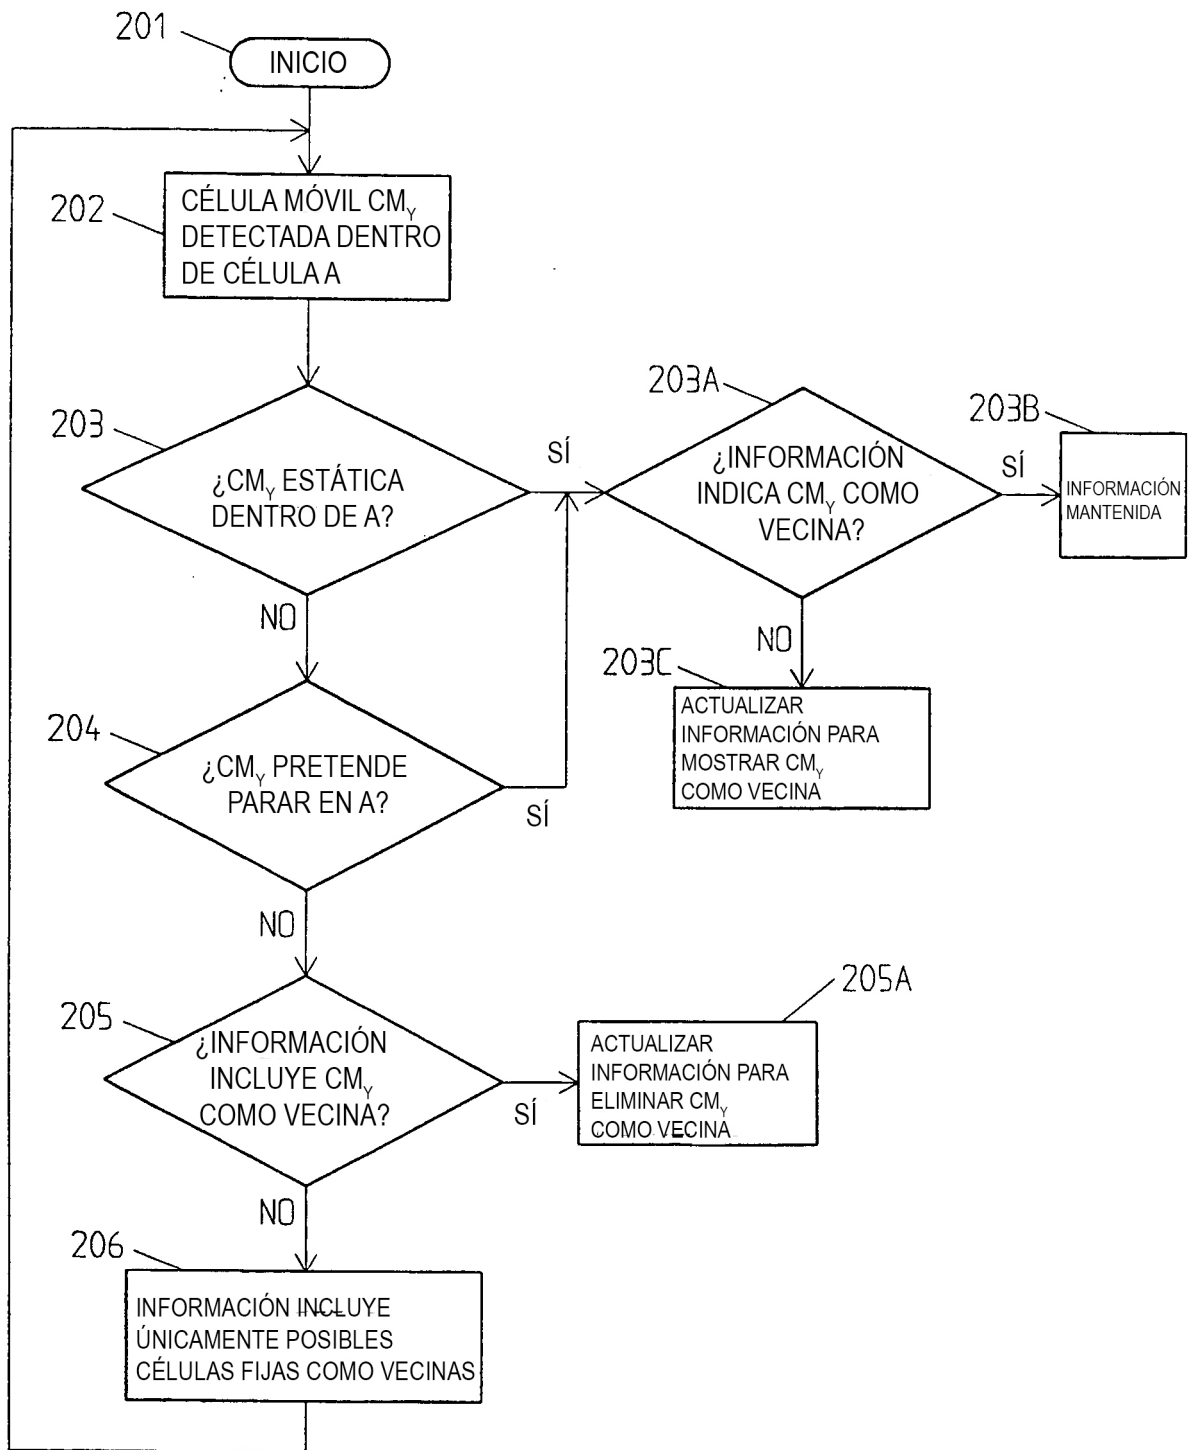 201
INICIO
202
CÉLULA MÓVIL CMY
DETECTADA DENTRO
DE CÉLULA A
203
¿CMY ESTÁTICA
DENTRO DE A?
SÍ
NO
203A
¿INFORMACIÓN
INDICA CMY COMO
VECINA?
SÍ
NO
203B
INFORMACIÓN
MANTENIDA
203C
ACTUALIZAR
INFORMACIÓN PARA
MOSTRAR CMY
COMO VECINA
204
¿CMY PRETENDE
PARAR EN A?
SÍ
NO
205
¿INFORMACIÓN
INCLUYE CMY
COMO VECINA?
SÍ
NO
205A
ACTUALIZAR
INFORMACIÓN PARA
ELIMINAR CMY
COMO VECINA
206
INFORMACIÓN INCLUYE
ÚNICAMENTE POSIBLES
CÉLULAS FIJAS COMO VECINAS